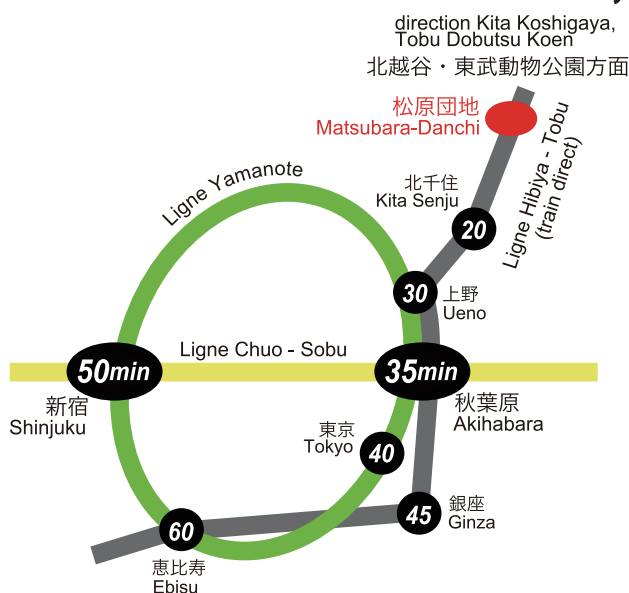 direction Kita Koshigaya,
Tobu Dobutsu Koen
北越谷・東武動物公園方面
松原団地
Matsubara-Danchi
Ligne Hibiya - Tobu
(train direct)
Ligne Yamanote
北千住
Kita Senju
20
30
上野
Ueno
Ligne Chuo - Sobu
50min
35min
新宿
Shinjuku
秋葉原
Akihabara
東京
Tokyo
40
45
銀座
Ginza
60
恵比寿
Ebisu